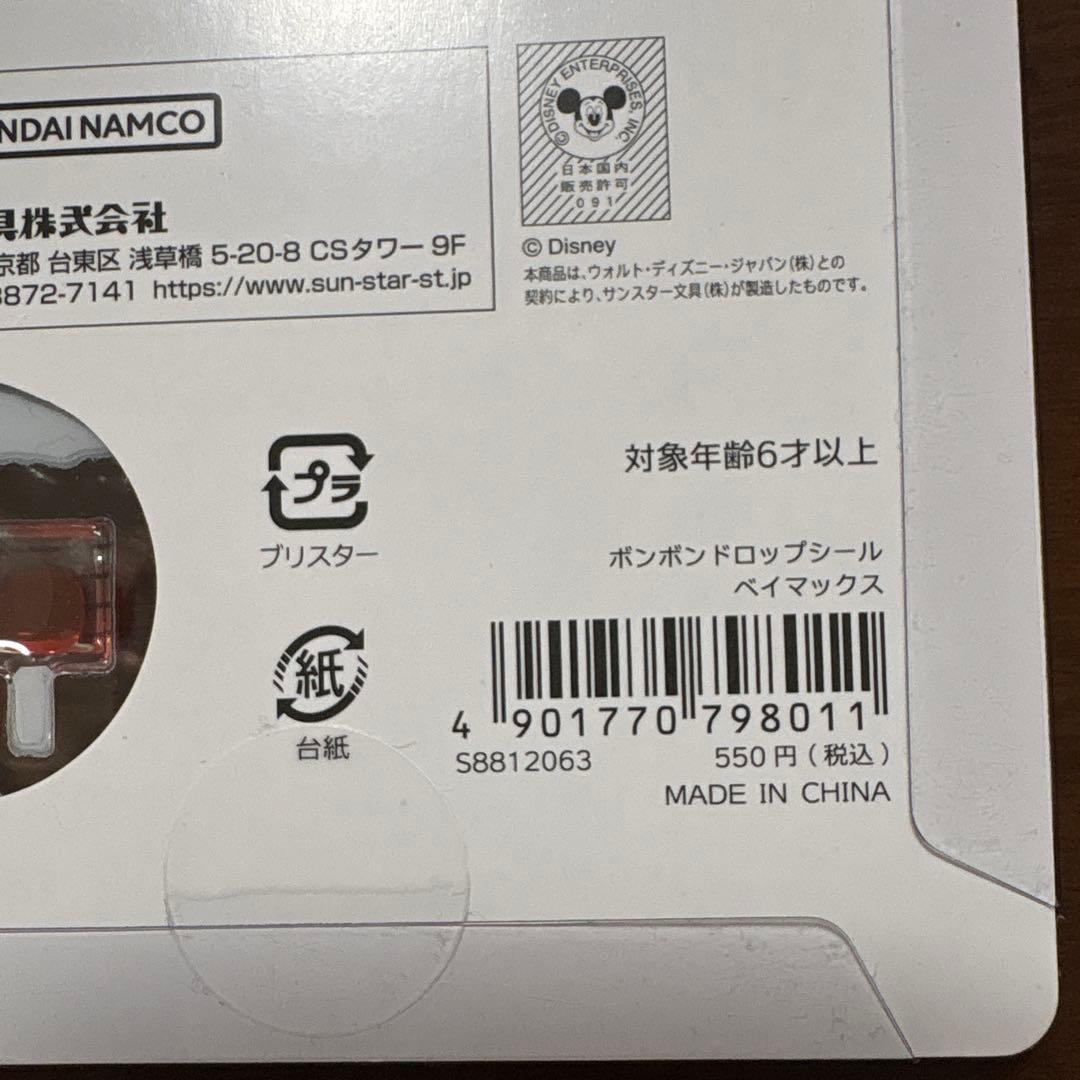 NDAI NAMCO
具株式会社
京都 台東区 浅草橋 5-20-8 CSタワー 9F
8872-7141 https://www.sun-star-st.jp
©DISNEY ENTERPRISES, INC.
日本国内
販売許可
091
© Disney
本商品は、ウォルト・ディズニー・ジャパン(株)との
契約により、サンスター文具(株)が製造したものです。
プラ
ブリスター
紙
台紙
対象年齢6才以上
ボンボンドロップシール
ベイマックス
4 901770 798011
S8812063 550円(税込)
MADE IN CHINA